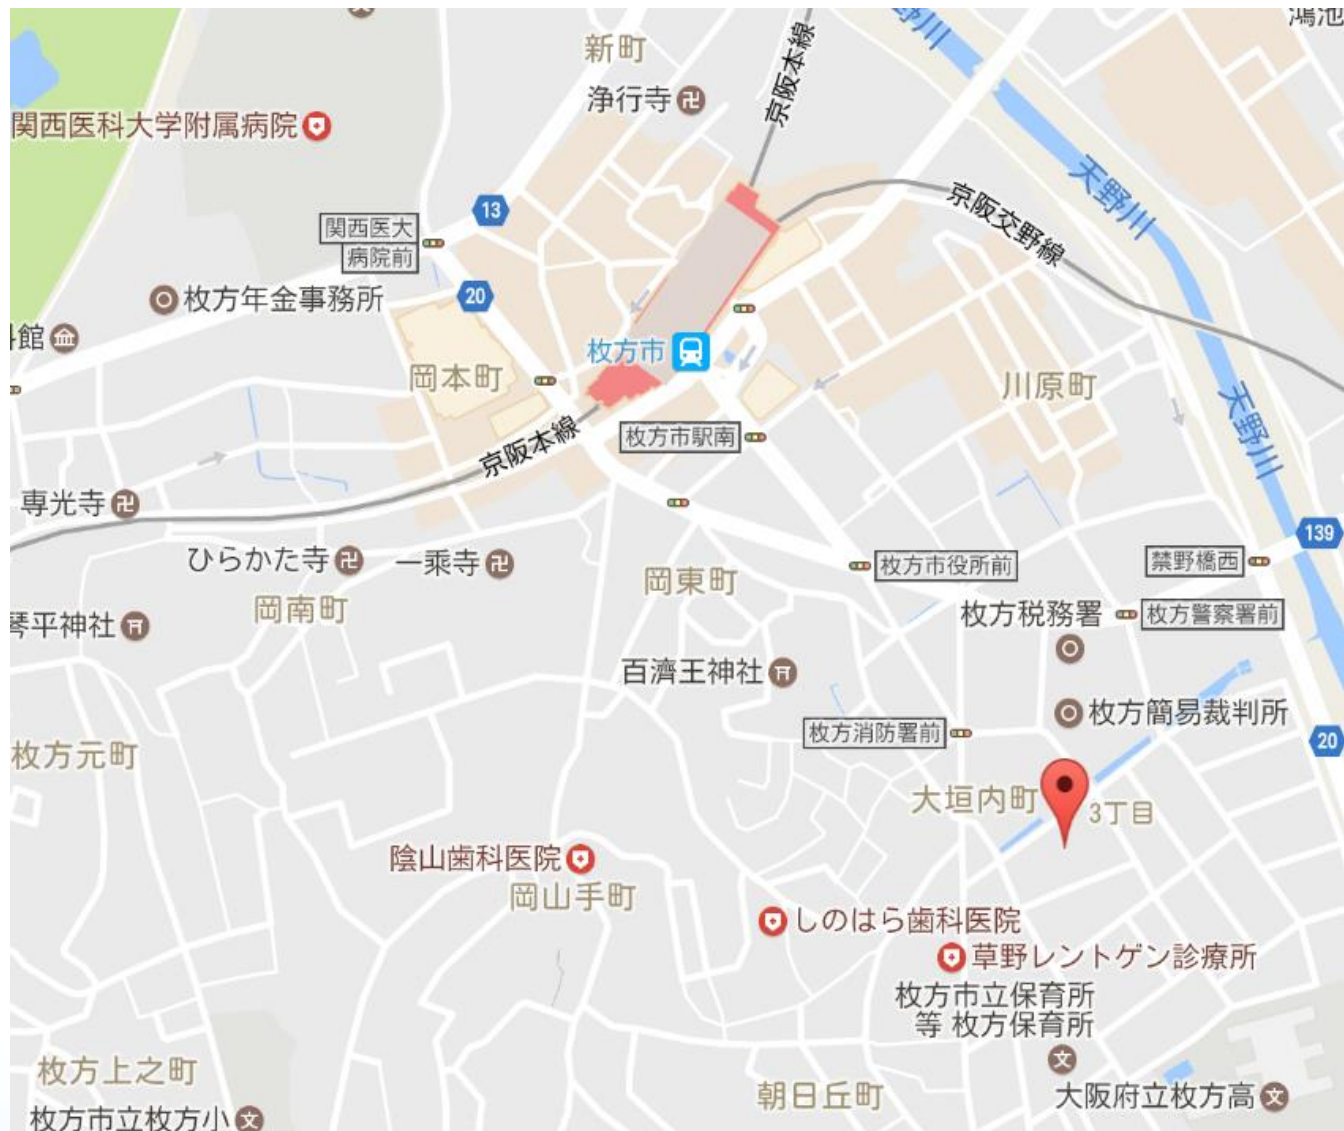 鴻池
野川
新町
京阪本線
浄行寺
関西医科大学附属病院
天野川
13
京阪交野線
関西医大
病院前
20
枚方年金事務所
館
枚方市
岡本町
川原町
天野川
枚方市駅南
京阪本線
専光寺
139
ひらかた寺
一乗寺
枚方市役所前
禁野橋西
岡東町
岡南町
枚方税務署
枚方警察署前
琴平神社
百濟王神社
枚方簡易裁判所
枚方消防署前
20
枚方元町
大垣内町
3丁目
陰山歯科医院
岡山手町
しのはら歯科医院
草野レントゲン診療所
枚方市立保育所
等 枚方保育所
枚方上之町
朝日丘町
大阪府立枚方高
枚方市立枚方小